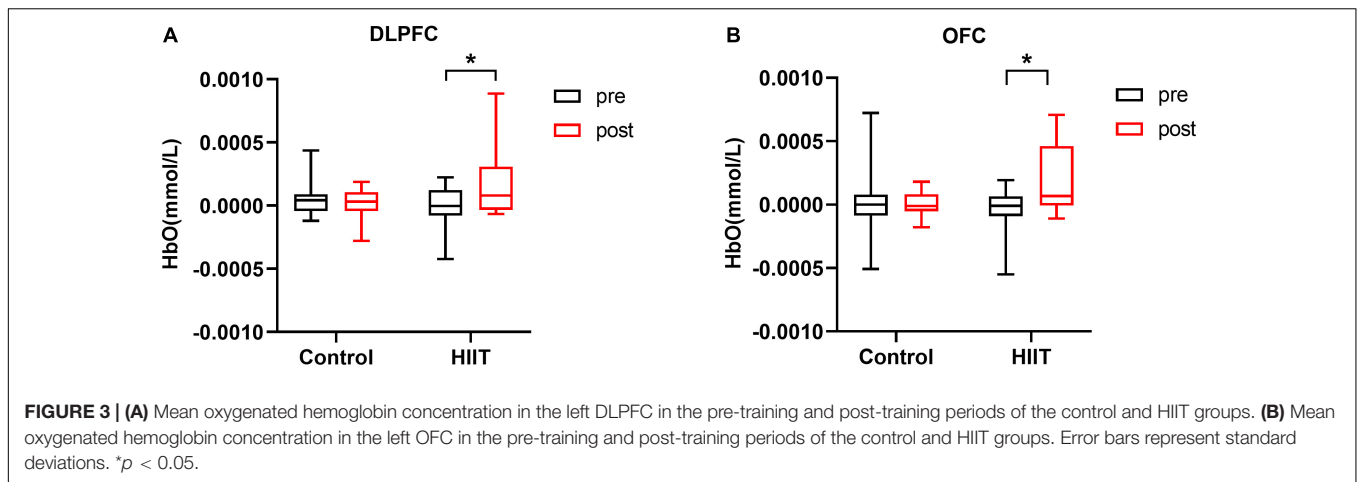 A
DLPFC
*
0.0010
0.0005
0.0000
-0.0005
-0.0010
HbO(mmol/L)
Control
HIIT
pre
post
B
OFC
*
0.0010
0.0005
0.0000
-0.0005
-0.0010
HbO(mmol/L)
Control
HIIT
pre
post
FIGURE 3 | (A) Mean oxygenated hemoglobin concentration in the left DLPFC in the pre-training and post-training periods of the control and HIIT groups. (B) Mean
oxygenated hemoglobin concentration in the left OFC in the pre-training and post-training periods of the control and HIIT groups. Error bars represent standard
deviations. *p < 0.05.